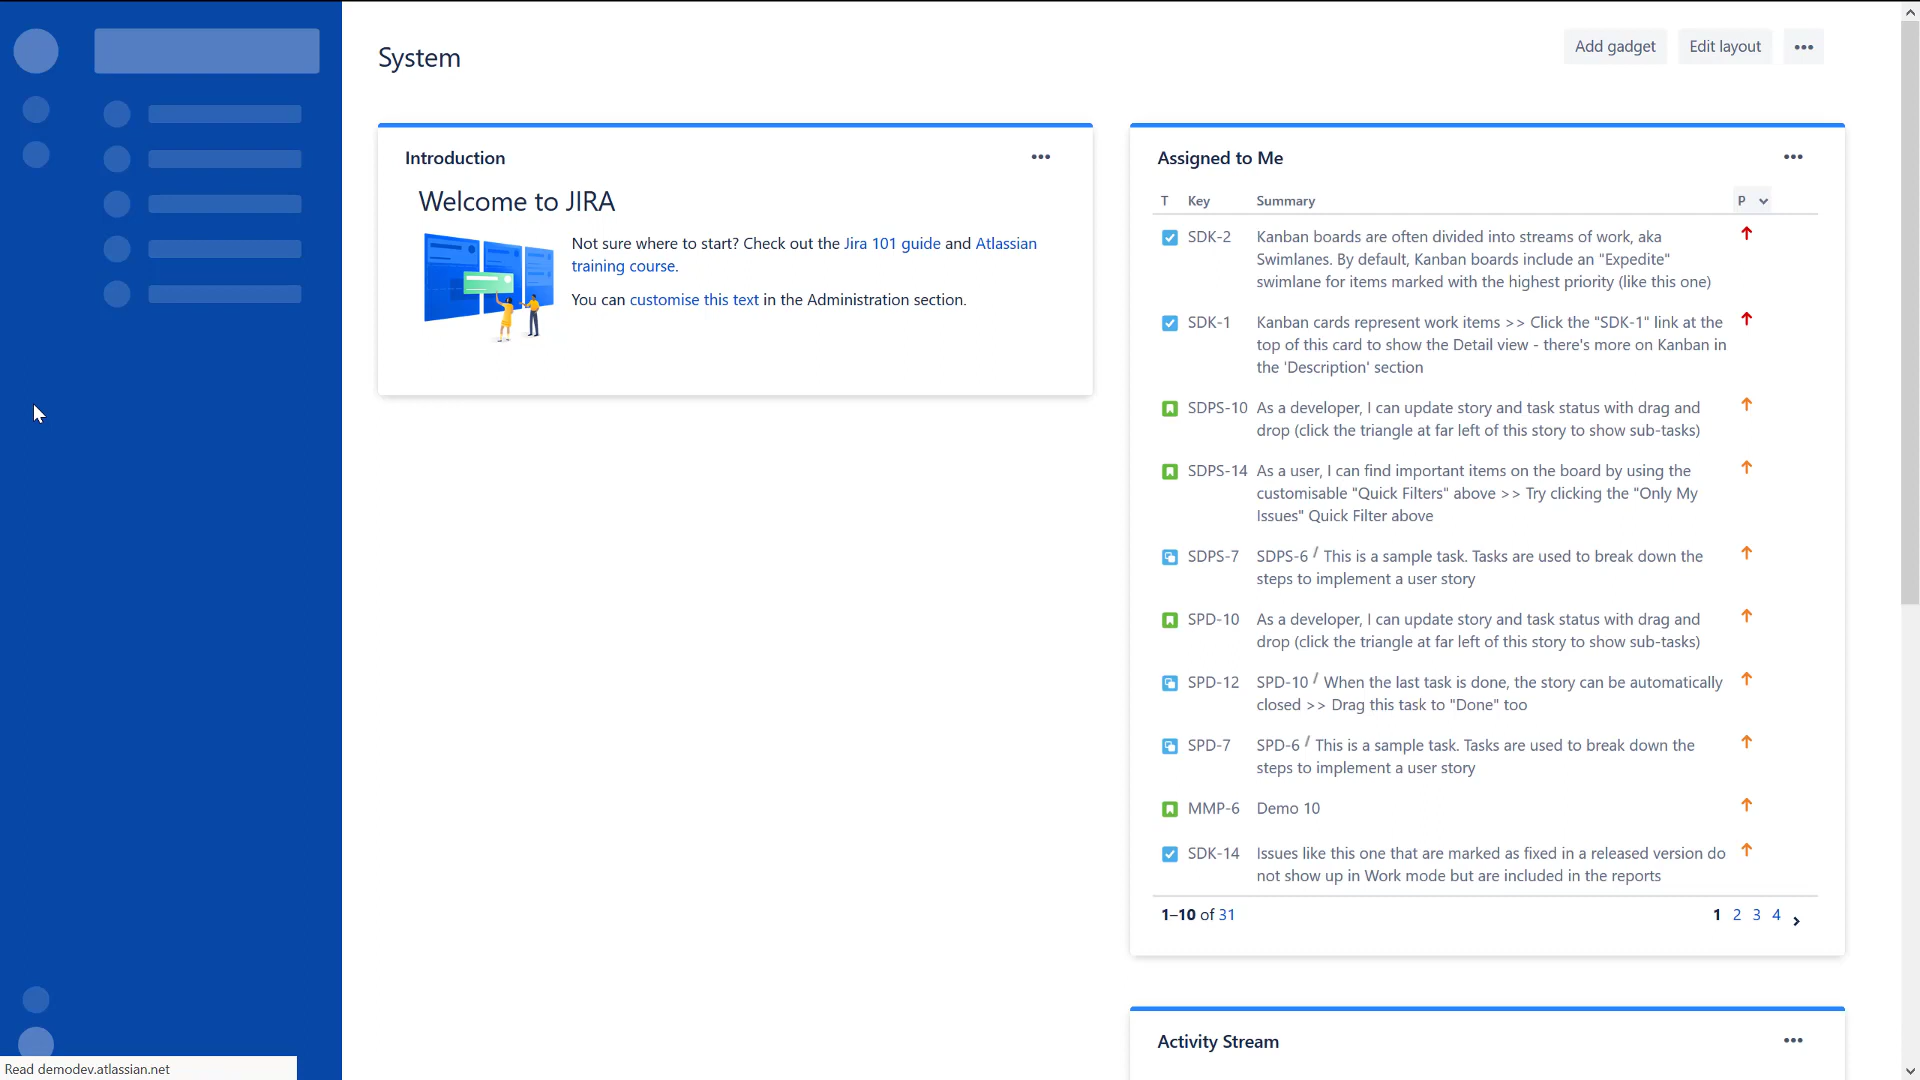 System
Add gadget
Edit layout
Introduction
Welcome to JIRA
Not sure where to start? Check out the Jira 101 guide and Atlassian
training course.
You can customise this text in the Administration section.
Assigned to Me
T Key Summary P
SDK-2 Kanban boards are often divided into streams of work, aka
Swimlanes. By default, Kanban boards include an "Expedite"
swimlane for items marked with the highest priority (like this one)
SDK-1 Kanban cards represent work items >> Click the "SDK-1" link at the
top of this card to show the Detail view - there's more on Kanban in
the 'Description' section
SDPS-10 As a developer, I can update story and task status with drag and
drop (click the triangle at far left of this story to show sub-tasks)
SDPS-14 As a user, I can find important items on the board by using the
customisable "Quick Filters" above >> Try clicking the "Only My
Issues" Quick Filter above
SDPS-7 SDPS-6 / This is a sample task. Tasks are used to break down the
steps to implement a user story
SPD-10 As a developer, I can update story and task status with drag and
drop (click the triangle at far left of this story to show sub-tasks)
SPD-12 SPD-10 / When the last task is done, the story can be automatically
closed >> Drag this task to "Done" too
SPD-7 SPD-6 / This is a sample task. Tasks are used to break down the
steps to implement a user story
MMP-6 Demo 10
SDK-14 Issues like this one that are marked as fixed in a released version do
not show up in Work mode but are included in the reports
1–10 of 31
1 2 3 4
Activity Stream
Read demodev.atlassian.net